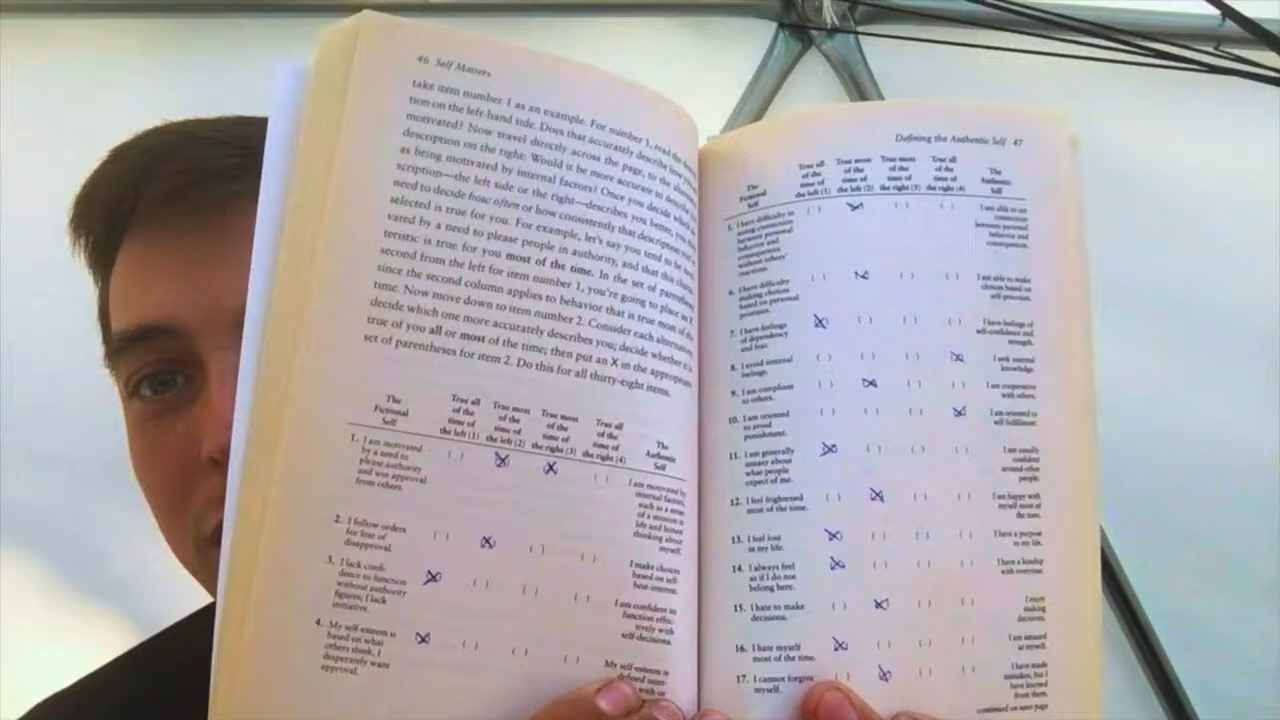 46 Self Matters
take item number 1 as an example. For number 1, read the
tion on the left-hand side. Does that accurately describe how you
motivated? Now travel directly across the page, to the
description on the right: Would it be more accurate to describe
as being motivated by internal factors? Once you decide which
scription—the left side or the right—describes you better, you
need to decide how often or how consistently that description
selected is true for you. For example, let's say you tend to be
vated by a need to please people in authority, and that this
teristic is true for you most of the time. In the set of parentheses
second from the left for item number 1, you're going to place an X
since the second column applies to behavior that is true most of the
time. Now move down to item number 2. Consider each alternative
decide which one more accurately describes you; decide whether it is
true of you all or most of the time; then put an X in the appropriate
set of parentheses for item 2. Do this for all thirty-eight items.
The Fictional Self
True all of the time of the left (1)
True most of the time of the left (2)
True most of the time of the right (3)
True all of the time of the right (4)
The Authentic Self
1. I am motivated
by a need to
please authority
and win approval
from others.
( )
( )
I am motivated by
internal factors,
such as a sense
of a mission in
life and honest
thinking about
myself.
2. I follow orders
for fear of
disapproval.
( )
( )
( )
I make choices
based on self-
best-interest.
3. I lack confi-
dence to function
without authority
figures; I lack
initiative.
( )
( )
( )
I am confident to
function effec-
tively with
self-decisions.
4. My self-esteem is
based on what
others think; I
desperately want
approval.
( )
( )
( )
My self-esteem is
defined inter-
with or
Defining the Authentic Self 47
The Fictional Self
True all of the time of the left (1)
True most of the time of the left (2)
True most of the time of the right (3)
True all of the time of the right (4)
The Authentic Self
5. I have difficulty in
seeing connection
between personal
behavior and
consequences
without others'
reactions.
( )
( )
( )
I am able to see
connection
between personal
behavior and
consequences.
6. I have difficulty
making choices
based on personal
priorities.
( )
( )
( )
I am able to make
choices based on
self-priorities.
7. I have feelings
of dependency
and fear.
( )
( )
( )
I have feelings of
self-confidence and
strength.
8. I avoid internal
feelings.
( )
( )
( )
I seek internal
knowledge.
9. I am compliant
to others.
( )
( )
( )
I am cooperative
with others.
10. I am oriented
to avoid
punishment.
( )
( )
( )
I am oriented to
self-fulfillment.
11. I am generally
uneasy about
what people
expect of me.
( )
( )
( )
I am usually
confident
around other
people.
12. I feel frightened
most of the time.
( )
( )
( )
I am happy with
myself most of
the time.
13. I feel lost
in my life.
( )
( )
( )
I have a purpose
to my life.
14. I always feel
as if I do not
belong here.
( )
( )
( )
I have a kinship
with everyone.
15. I hate to make
decisions.
( )
( )
( )
I enjoy
making
decisions.
16. I hate myself
most of the time.
( )
( )
( )
I am amazed
at myself.
17. I cannot forgive
myself.
( )
( )
( )
I have made
mistakes, but I
have learned
from them.
continued on next page